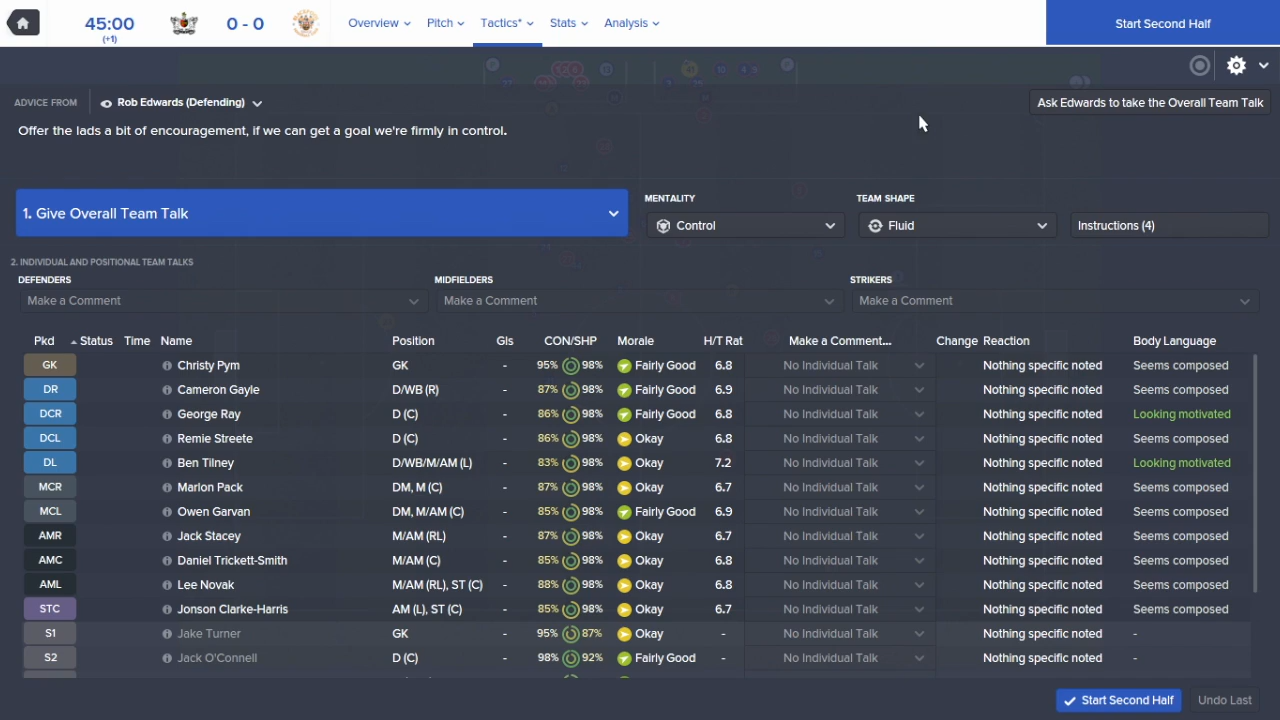 45:00
(+1)
0 - 0
Overview
Pitch
Tactics*
Stats
Analysis
Start Second Half
ADVICE FROM
Rob Edwards (Defending)
Ask Edwards to take the Overall Team Talk
Offer the lads a bit of encouragement, if we can get a goal we're firmly in control.
1. Give Overall Team Talk
MENTALITY
TEAM SHAPE
Control
Fluid
Instructions (4)
2. INDIVIDUAL AND POSITIONAL TEAM TALKS
DEFENDERS
MIDFIELDERS
STRIKERS
Make a Comment
Make a Comment
Make a Comment
Pkd Status Time Name Position Gls CON/SHP Morale H/T Rat Make a Comment... Change Reaction Body Language
GK Christy Pym GK - 95% 98% Fairly Good 6.8 No Individual Talk Nothing specific noted Seems composed
DR Cameron Gayle D/WB (R) - 87% 98% Fairly Good 6.9 No Individual Talk Nothing specific noted Seems composed
DCR George Ray D (C) - 86% 98% Fairly Good 6.8 No Individual Talk Nothing specific noted Looking motivated
DCL Remie Streete D (C) - 86% 98% Okay 6.8 No Individual Talk Nothing specific noted Seems composed
DL Ben Tilney D/WB/M/AM (L) - 83% 98% Okay 7.2 No Individual Talk Nothing specific noted Looking motivated
MCR Marlon Pack DM, M (C) - 87% 98% Okay 6.7 No Individual Talk Nothing specific noted Seems composed
MCL Owen Garvan DM, M/AM (C) - 85% 98% Fairly Good 6.9 No Individual Talk Nothing specific noted Seems composed
AMR Jack Stacey M/AM (RL) - 87% 98% Okay 6.7 No Individual Talk Nothing specific noted Seems composed
AMC Daniel Trickett-Smith M/AM (C) - 85% 98% Okay 6.8 No Individual Talk Nothing specific noted Seems composed
AML Lee Novak M/AM (RL), ST (C) - 88% 98% Okay 6.8 No Individual Talk Nothing specific noted Seems composed
STC Jonson Clarke-Harris AM (L), ST (C) - 85% 98% Okay 6.7 No Individual Talk Nothing specific noted Seems composed
S1 Jake Turner GK - 95% 87% Okay - No Individual Talk Nothing specific noted -
S2 Jack O'Connell D (C) - 98% 92% Fairly Good - No Individual Talk Nothing specific noted -
Start Second Half
Undo Last